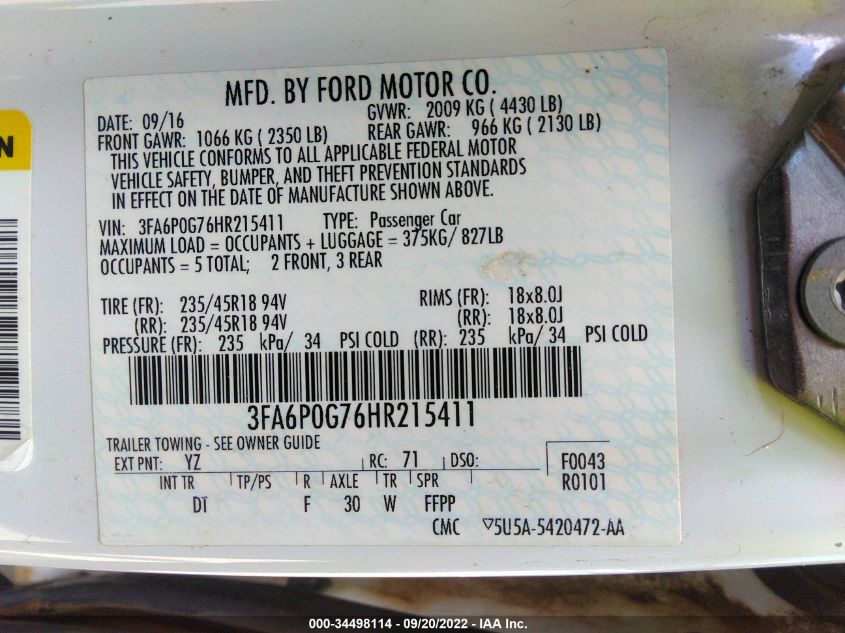 MFD. BY FORD MOTOR CO.
DATE: 09/16 GVWR: 2009 KG ( 4430 LB)
FRONT GAWR: 1066 KG ( 2350 LB) REAR GAWR: 966 KG ( 2130 LB)
THIS VEHICLE CONFORMS TO ALL APPLICABLE FEDERAL MOTOR
VEHICLE SAFETY, BUMPER, AND THEFT PREVENTION STANDARDS
IN EFFECT ON THE DATE OF MANUFACTURE SHOWN ABOVE.
VIN: 3FA6P0G76HR215411 TYPE: Passenger Car
MAXIMUM LOAD = OCCUPANTS + LUGGAGE = 375KG/ 827LB
OCCUPANTS = 5 TOTAL; 2 FRONT, 3 REAR
TIRE (FR): 235/45R18 94V RIMS (FR): 18x8.0J
(RR): 235/45R18 94V (RR): 18x8.0J
PRESSURE (FR): 235 kPa/ 34 PSI COLD (RR): 235 kPa/ 34 PSI COLD
3FA6P0G76HR215411
TRAILER TOWING - SEE OWNER GUIDE
EXT PNT: YZ RC: 71 DSO: F0043
INT TR TP/PS R AXLE TR SPR R0101
DT F 30 W FFPP
CMC ▽5U5A-5420472-AA
000-34498114 - 09/20/2022 - IAA Inc.